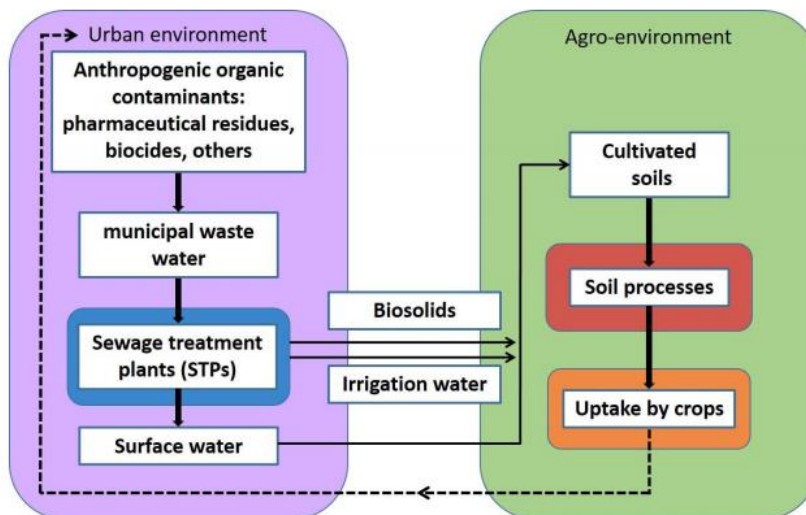 Urban environment
Anthropogenic organic
contaminants:
pharmaceutical residues,
biocides, others
municipal waste
water
Sewage treatment
plants (STPs)
Surface water
Biosolids
Irrigation water
Agro-environment
Cultivated
soils
Soil processes
Uptake by crops